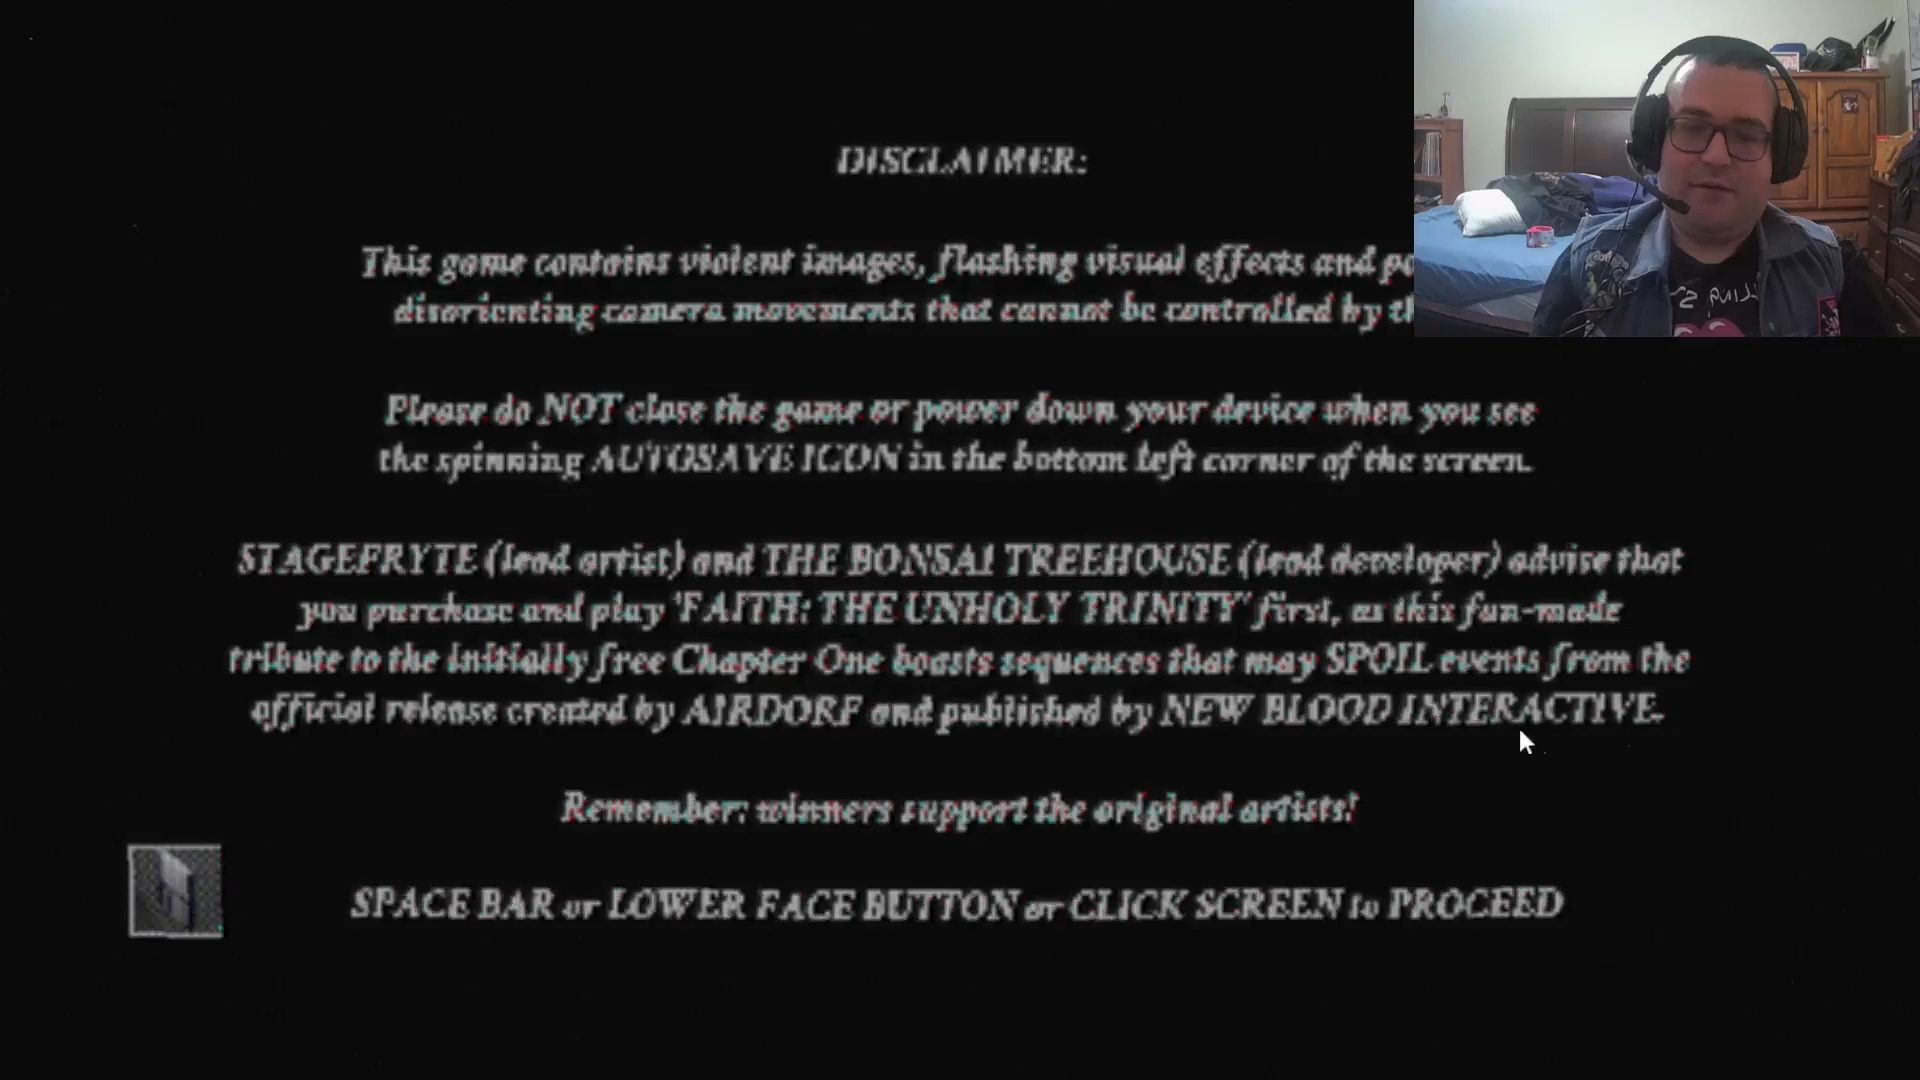 DISCLAIMER:
This game contains violent images, flashing visual effects and
disorienting camera movements that cannot be controlled by
Please do NOT close the game or power down your device when you see
the spinning AUTOSAVE ICON in the bottom left corner of the screen.
STAGEFRYTE (lead artist) and THE BONSAI TREEHOUSE (lead developer) advise that
you purchase and play 'FAITH: THE UNHOLY TRINITY' first, as this fan-made
tribute to the initially free Chapter One boasts sequences that may SPOIL events from the
official release created by AIRDORF and published by NEW BLOOD INTERACTIVE.
Remember: winners support the original artists!
SPACE BAR or LOWER FACE BUTTON or CLICK SCREEN to PROCEED